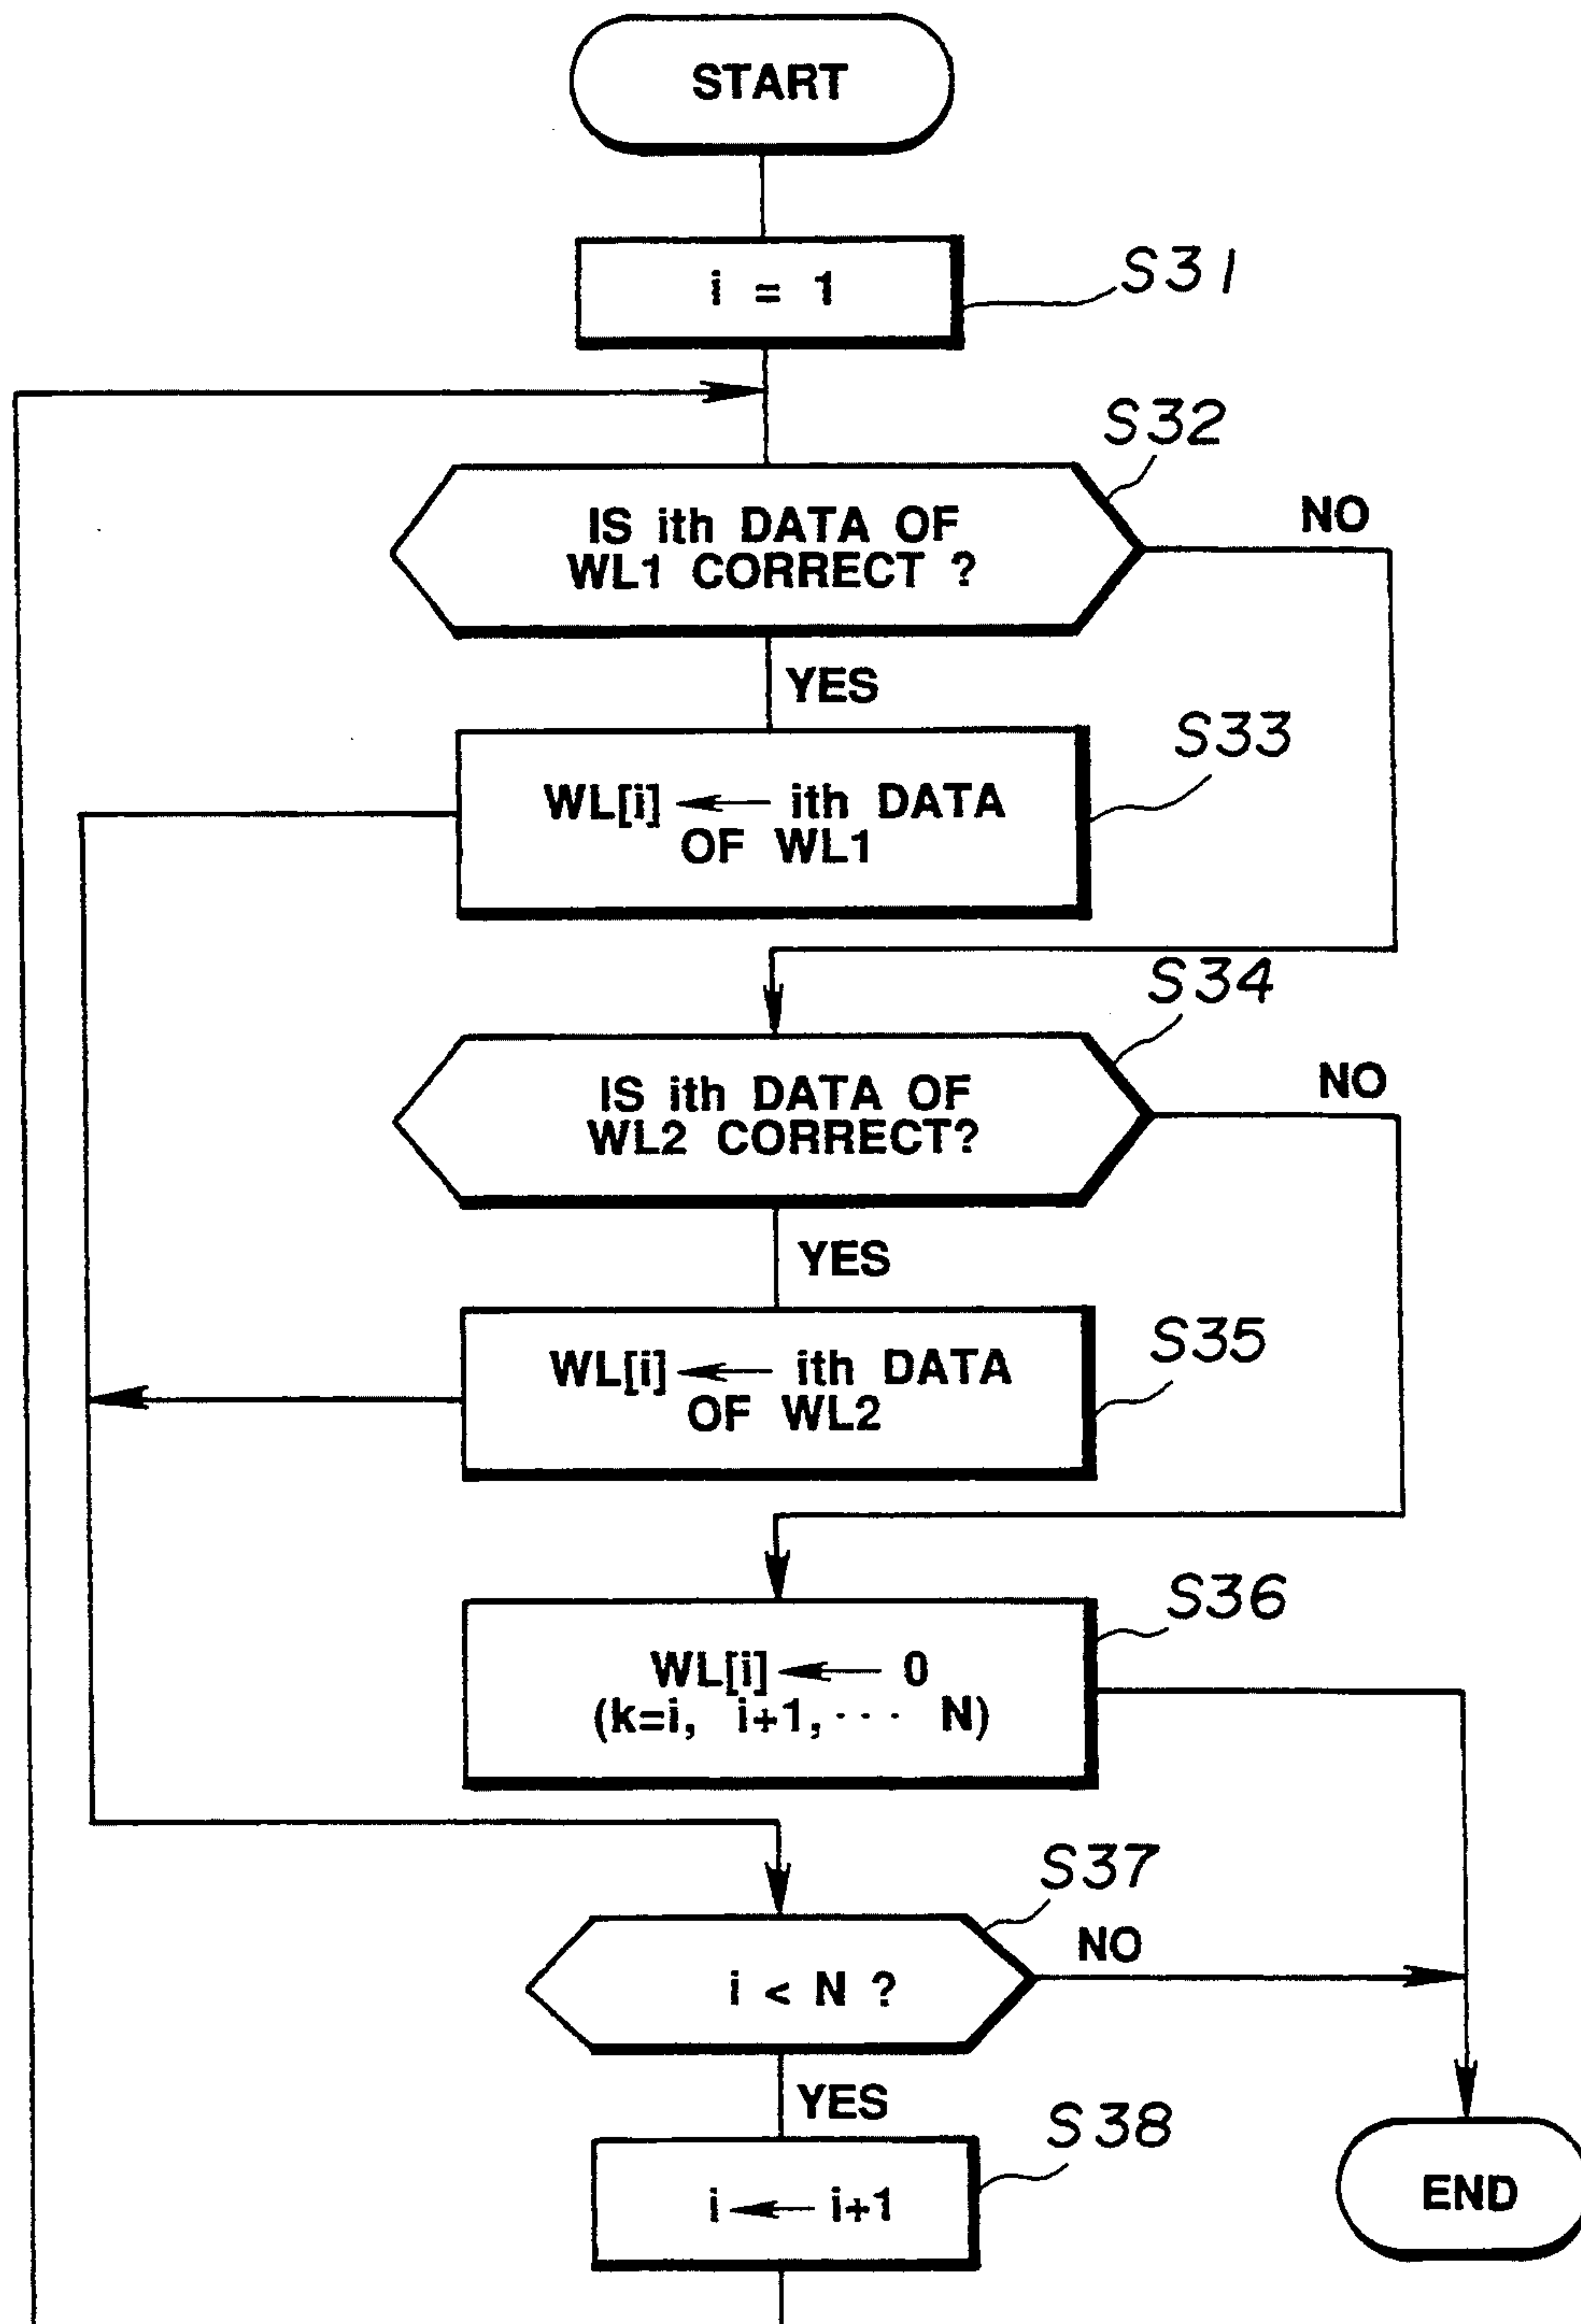 START
i = 1
S31
S32
IS ith DATA OF
WL1 CORRECT ?
NO
YES
S33
WL[i] ← ith DATA
OF WL1
S34
IS ith DATA OF
WL2 CORRECT?
NO
YES
S35
WL[i] ← ith DATA
OF WL2
S36
WL[i] ← 0
(k=i, i+1, ··· N)
S37
i < N ?
NO
YES
S38
i ← i+1
END